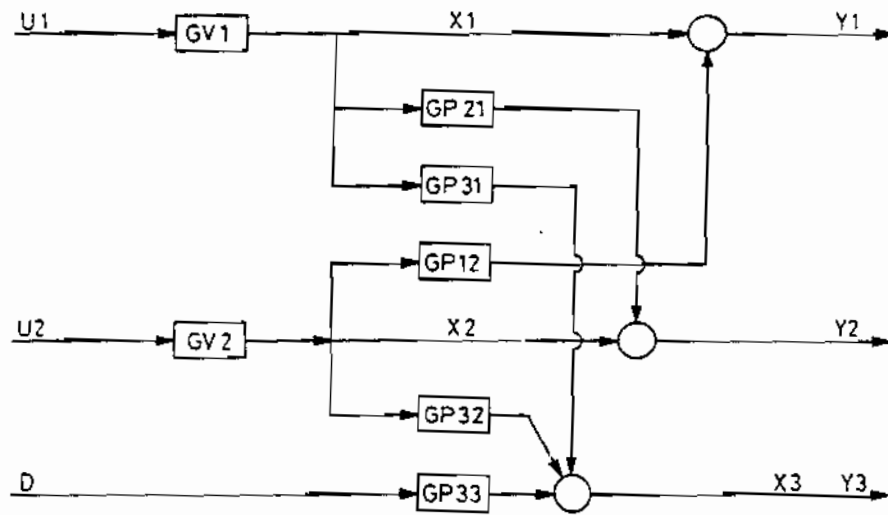 U1 GV1 X1 Y1
GP21
GP31
GP12
U2 GV2 X2 Y2
GP32
D GP33 X3 Y3